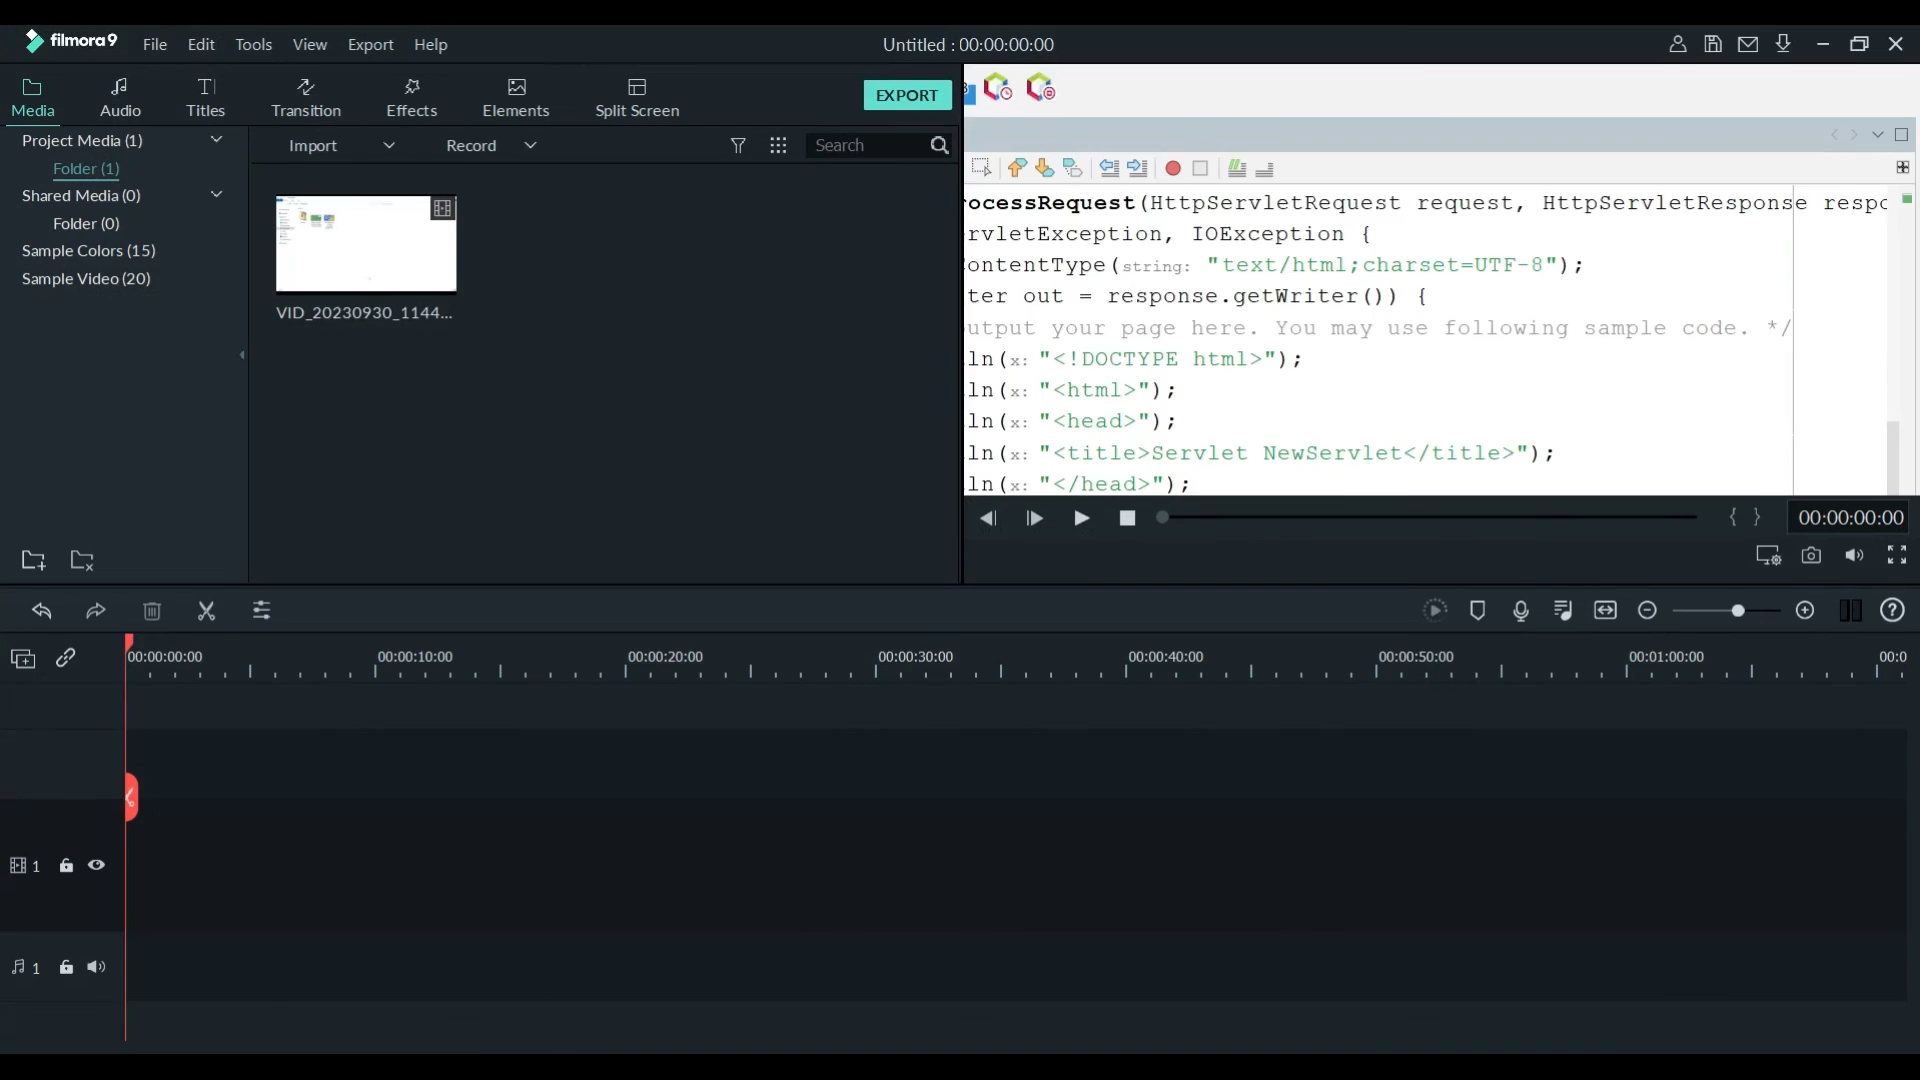 filmora9 File Edit Tools View Export Help Untitled : 00:00:00:00
Media Audio Titles Transition Effects Elements Split Screen EXPORT
Project Media (1)
Folder (1)
Shared Media (0)
Folder (0)
Sample Colors (15)
Sample Video (20)
Import Record Search
VID_20230930_1144...
ocessRequest(HttpServletRequest request, HttpServletResponse respo
rvletException, IOException {
ontentType(string: "text/html;charset=UTF-8");
ter out = response.getWriter()) {
utput your page here. You may use following sample code. */
ln(x: "<!DOCTYPE html>");
ln(x: "<html>");
ln(x: "<head>");
ln(x: "<title>Servlet NewServlet</title>");
ln(x: "</head>");
{ } 00:00:00:00
00:00:00:00 00:00:10:00 00:00:20:00 00:00:30:00 00:00:40:00 00:00:50:00 00:01:00:00 00:0
1
1